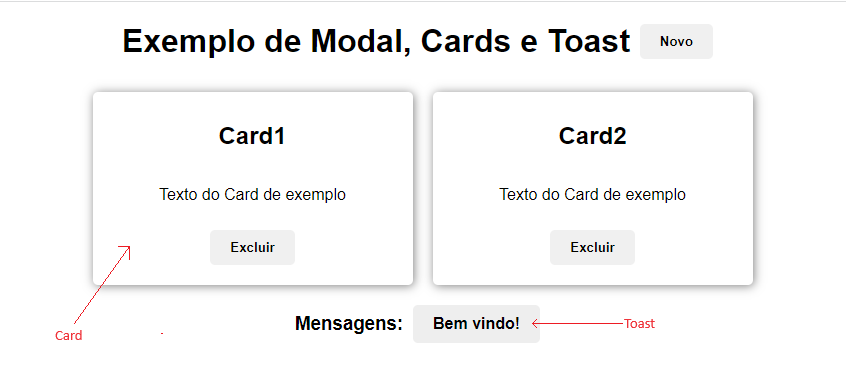 Exemplo de Modal, Cards e Toast Novo
Card1
Card2
Texto do Card de exemplo
Texto do Card de exemplo
Excluir
Excluir
Mensagens: Bem vindo!
Toast
Card